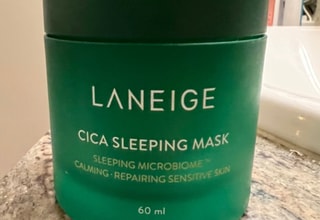 LANEIGE
CICA SLEEPING MASK
SLEEPING MICROBIOME™
CALMING · REPAIRING SENSITIVE SKIN
60 ml